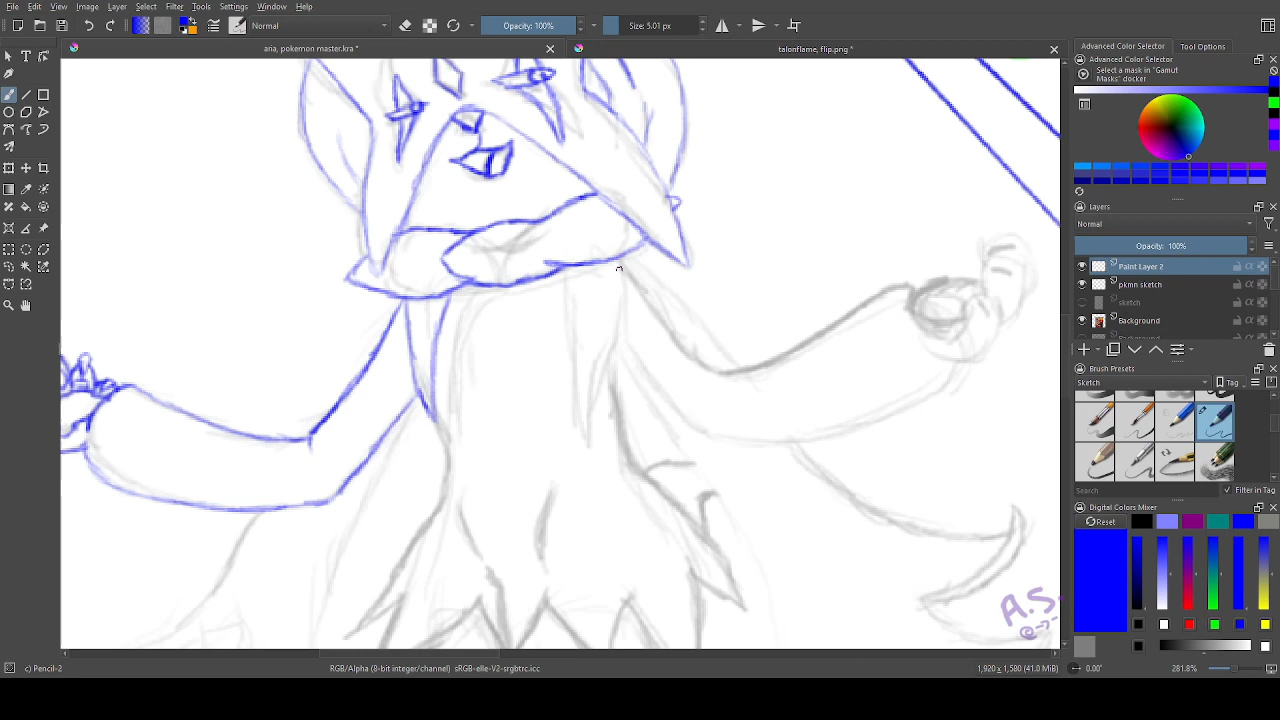 File Edit View Image Layer Select Filter Tools Settings Window Help
Normal Opacity: 100% Size: 5.01 px
aria, pokemon master.kra * talonflame, flip.png *
Advanced Color Selector Tool Options
Advanced Color Selector
Select a mask in "Gamut Masks" docker
Layers
Normal
Opacity: 100%
Paint Layer 2
pkmn sketch
sketch
Background
Background
Brush Presets
Sketch Tag
Search Filter in Tag
Digital Colors Mixer
Reset
A.S.
c) Pencil-2 RGB/Alpha (8-bit integer/channel) sRGB-elle-V2-srgbtrc.icc 1,920 x 1,580 (41.0 MiB) 0.00° 281.8%